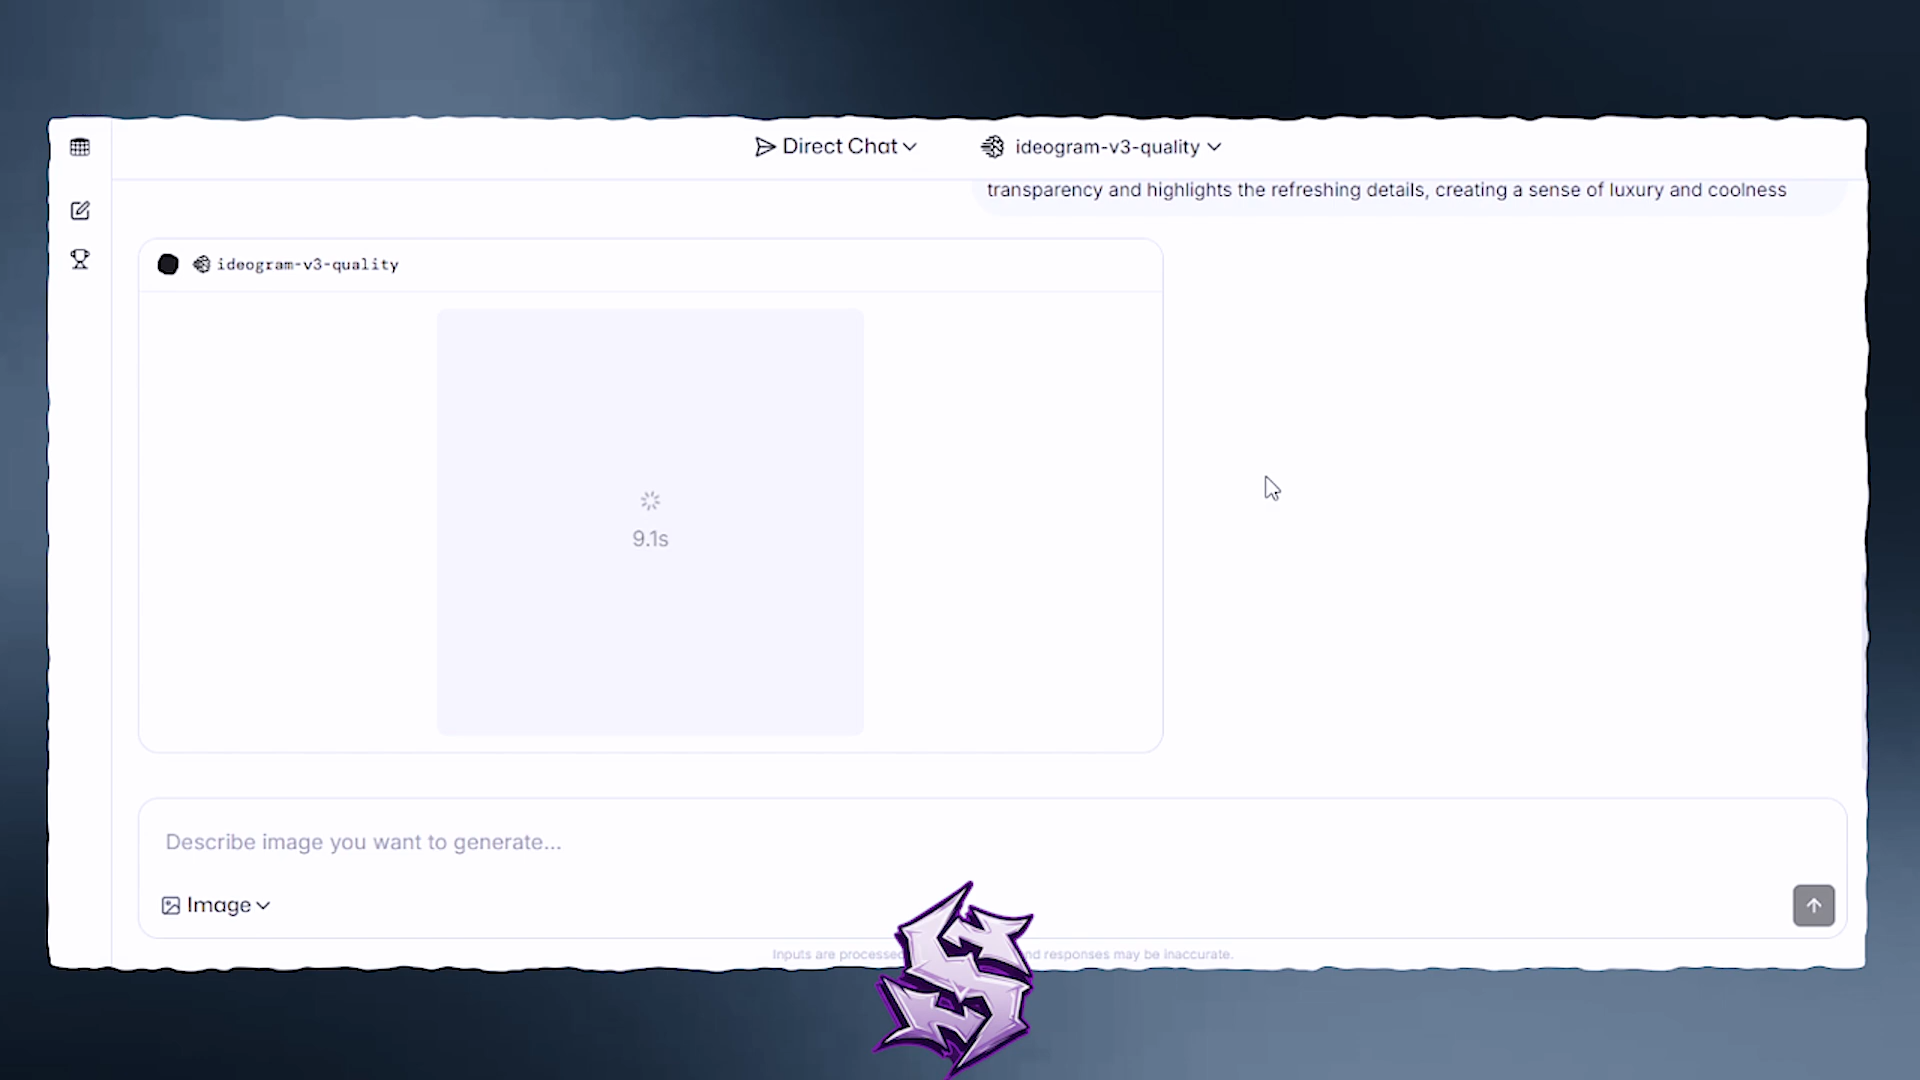 Direct Chat
ideogram-v3-quality
transparency and highlights the refreshing details, creating a sense of luxury and coolness
ideogram-v3-quality
9.1s
Describe image you want to generate...
Image
Inputs are processed
nd responses may be inaccurate.